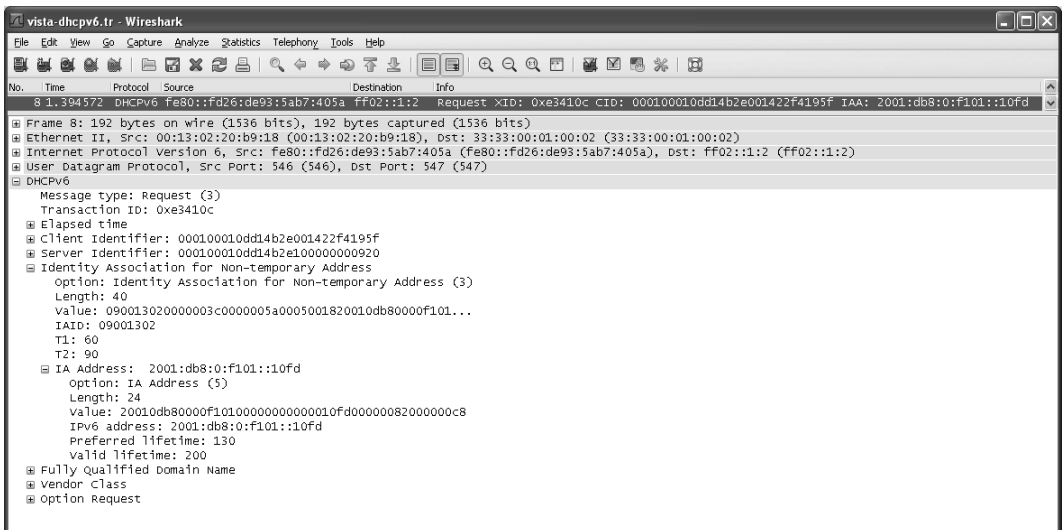 vista-dhcpv6.tr - Wireshark
File Edit View Go Capture Analyze Statistics Telephony Tools Help
No. Time Protocol Source Destination Info
8 1.394572 DHCPv6 fe80::fd26:de93:5ab7:405a ff02::1:2 Request XID: 0xe3410c CID: 000100010dd14b2e001422f4195f IAA: 2001:db8:0:f101::10fd
Frame 8: 192 bytes on wire (1536 bits), 192 bytes captured (1536 bits)
Ethernet II, Src: 00:13:02:20:b9:18 (00:13:02:20:b9:18), Dst: 33:33:00:01:00:02 (33:33:00:01:00:02)
Internet Protocol Version 6, Src: fe80::fd26:de93:5ab7:405a (fe80::fd26:de93:5ab7:405a), Dst: ff02::1:2 (ff02::1:2)
User Datagram Protocol, Src Port: 546 (546), Dst Port: 547 (547)
DHCPv6
Message type: Request (3)
Transaction ID: 0xe3410c
Elapsed time
Client Identifier: 000100010dd14b2e001422f4195f
Server Identifier: 000100010dd14b2e100000000920
Identity Association for Non-temporary Address
Option: Identity Association for Non-temporary Address (3)
Length: 40
Value: 090013020000003c0000005a0005001820010db80000f101...
IAID: 09001302
T1: 60
T2: 90
IA Address: 2001:db8:0:f101::10fd
Option: IA Address (5)
Length: 24
Value: 20010db80000f10100000000000010fd00000082000000c8
IPv6 address: 2001:db8:0:f101::10fd
Preferred lifetime: 130
Valid lifetime: 200
Fully Qualified Domain Name
Vendor Class
Option Request